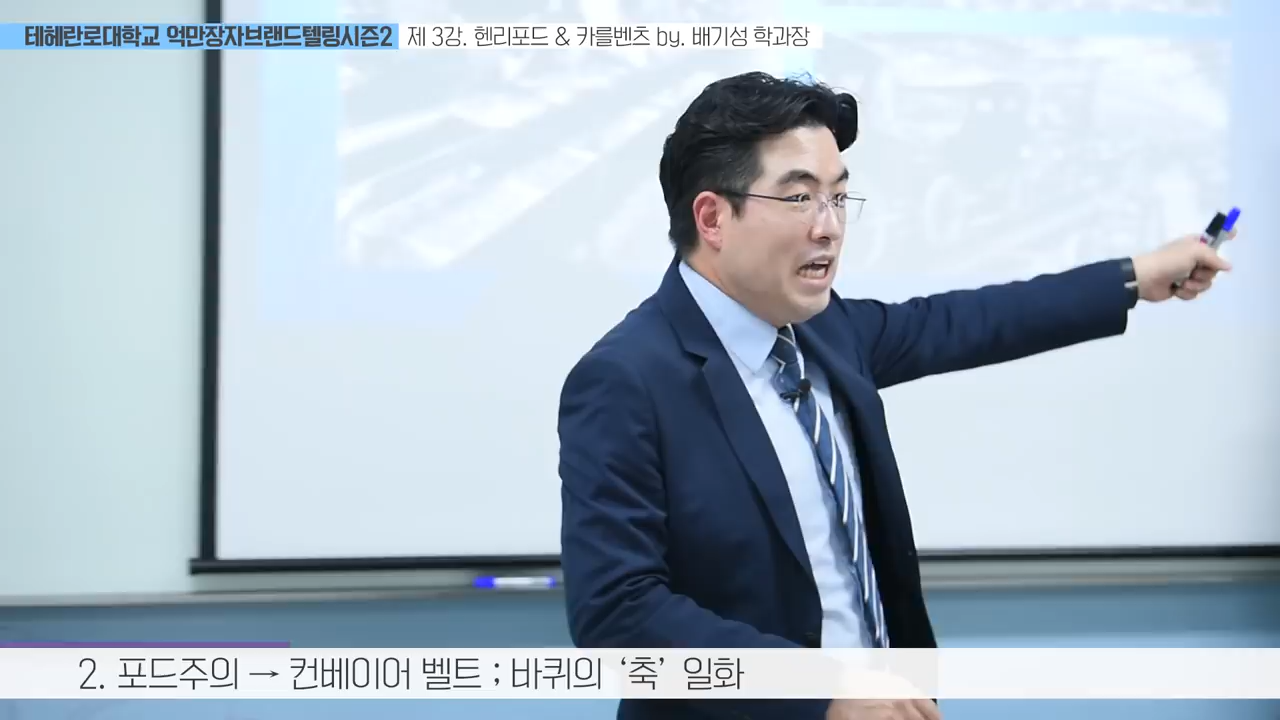 테헤란로대학교 억만장자브랜드텔링시즌2 제 3강. 헨리포드 & 카를벤츠 by. 배기성 학과장
2. 포드주의 → 컨베이어 벨트 ; 바퀴의 ‘축’ 일화